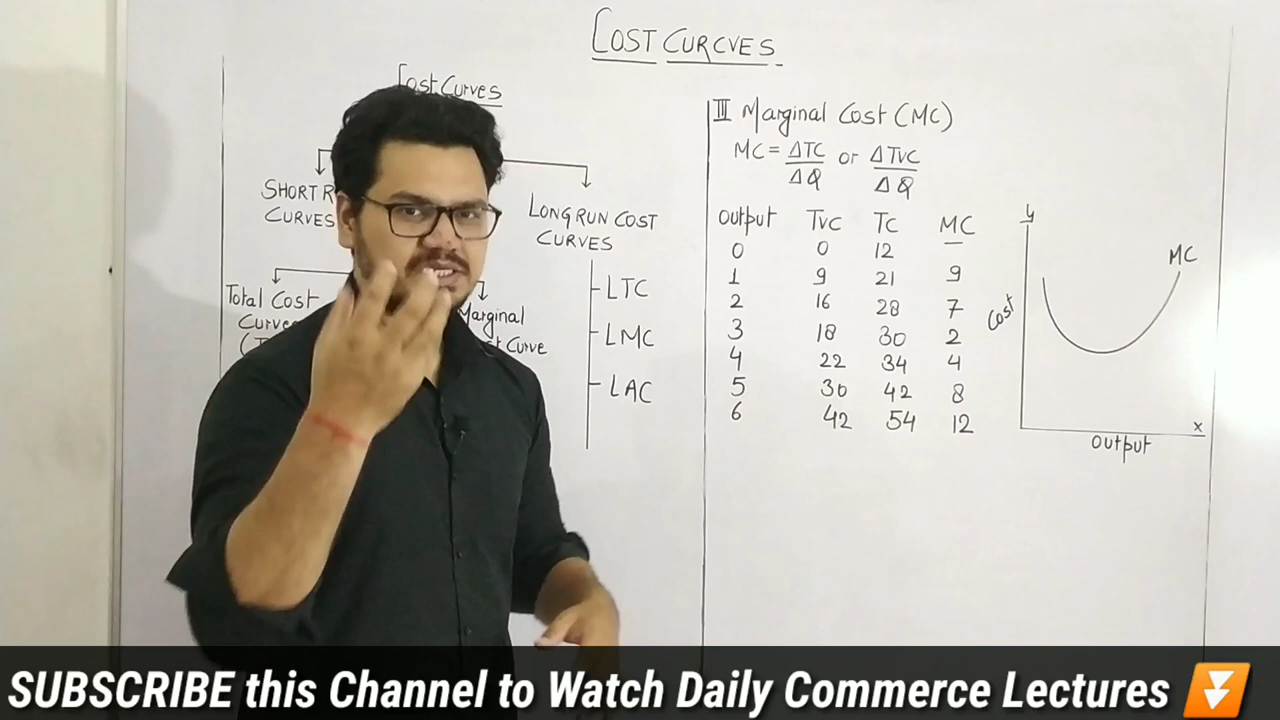 COST CURCVES
Cost Curves
SHORT R
CURVES
LONG RUN COST
CURVES
Total Cost
Curve
Marginal
Curve
LTC
LMC
LAC
III Marginal Cost (MC)
MC = ΔTC/ΔQ or ΔTVC/ΔQ
OUTPUT TVC TC MC
0 0 12
1 9 21 9
2 16 28 7
3 18 30 2
4 22 34 4
5 30 42 8
6 42 54 12
y
MC
Cost
x
OUTPUT
SUBSCRIBE this Channel to Watch Daily Commerce Lectures